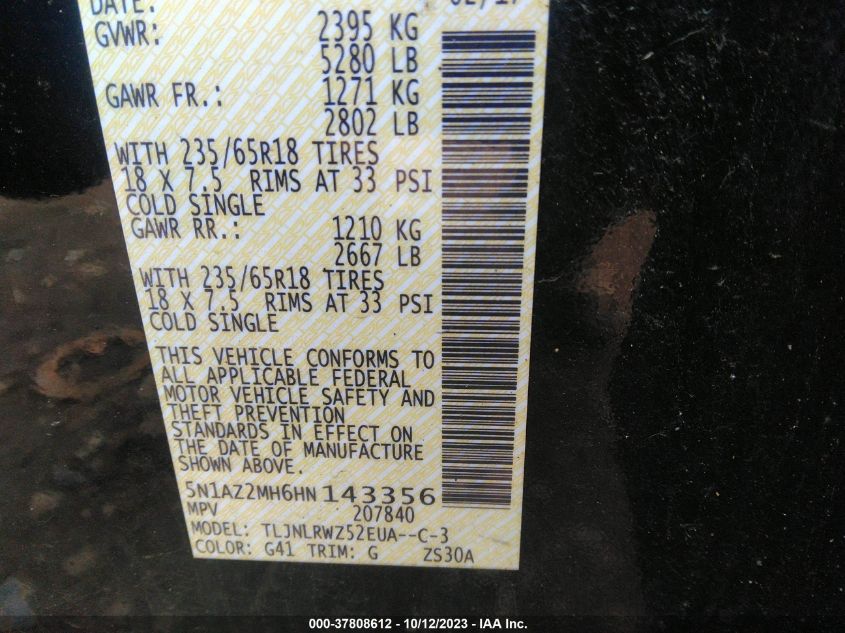 DATE:
GVWR: 2395 KG
5280 LB
GAWR FR.: 1271 KG
2802 LB
WITH 235/65R18 TIRES
18 X 7.5 RIMS AT 33 PSI
COLD SINGLE
GAWR RR.: 1210 KG
2667 LB
WITH 235/65R18 TIRES
18 X 7.5 RIMS AT 33 PSI
COLD SINGLE
THIS VEHICLE CONFORMS TO
ALL APPLICABLE FEDERAL
MOTOR VEHICLE SAFETY AND
THEFT PREVENTION
STANDARDS IN EFFECT ON
THE DATE OF MANUFACTURE
SHOWN ABOVE.
5N1AZ2MH6HN143356
MPV 207840
MODEL: TLJNLRWZ52EUA--C-3
COLOR: G41 TRIM: G ZS30A
000-37808612 - 10/12/2023 - IAA Inc.